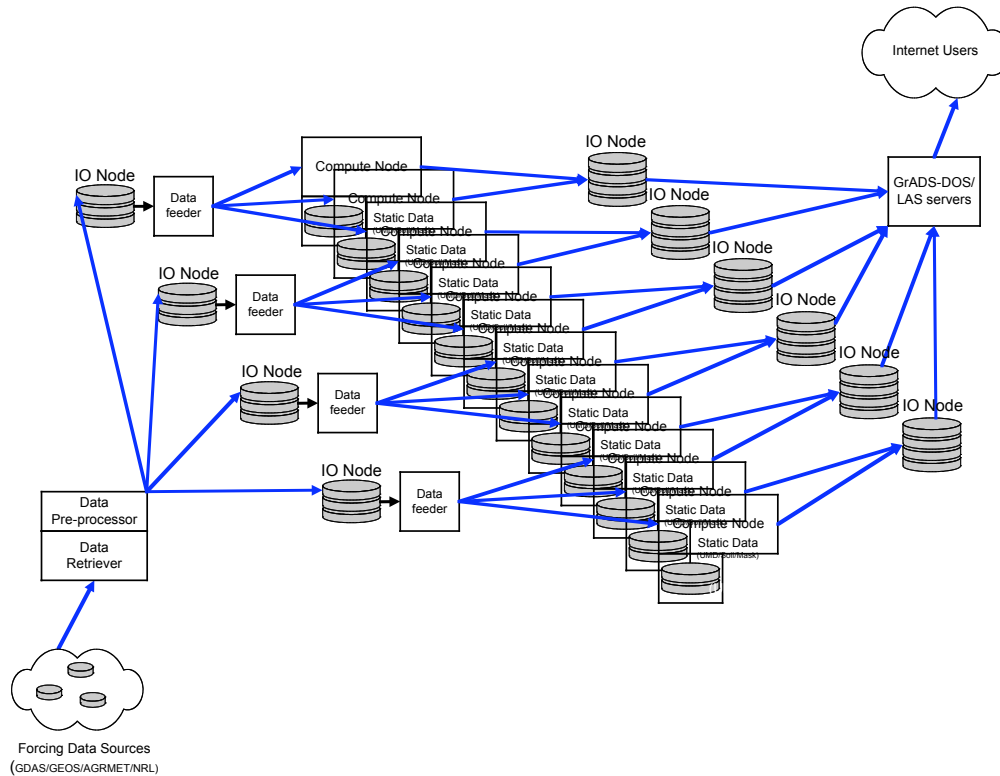 Internet Users
IO Node
GrADS-DOS/
LAS servers
IO Node
Data
feeder
Compute Node
IO Node
Compute Node
Static Data
Compute Node
IO Node
Static Data
Compute Node
IO Node
Data
feeder
Static Data
Compute Node
IO Node
Static Data
Compute Node
Static Data
Compute Node
IO Node
IO Node
Data
feeder
Static Data
Compute Node
IO Node
Static Data
Compute Node
Static Data
Compute Node
IO Node
Data
feeder
Static Data
Compute Node
Static Data
Compute Node
Static Data
(UMD/Soil/Mask)
Data
Pre-processor
Data
Retriever
Forcing Data Sources
(GDAS/GEOS/AGRMET/NRL)